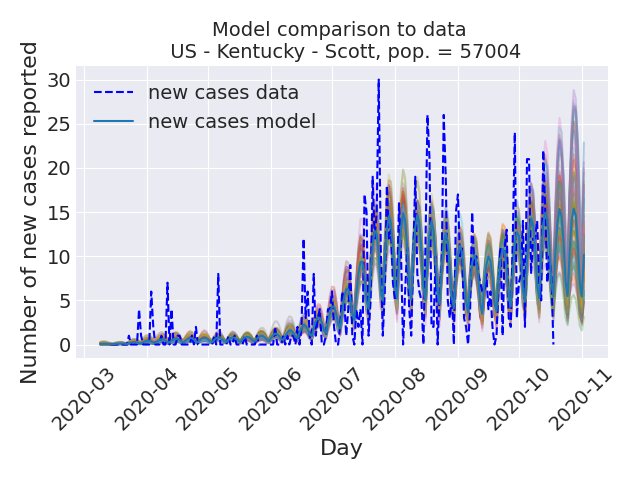 Model comparison to data
US - Kentucky - Scott, pop. = 57004
Number of new cases reported
30
25
20
15
10
5
0
new cases data
new cases model
2020-03
2020-04
2020-05
2020-06
2020-07
2020-08
2020-09
2020-10
2020-11
Day